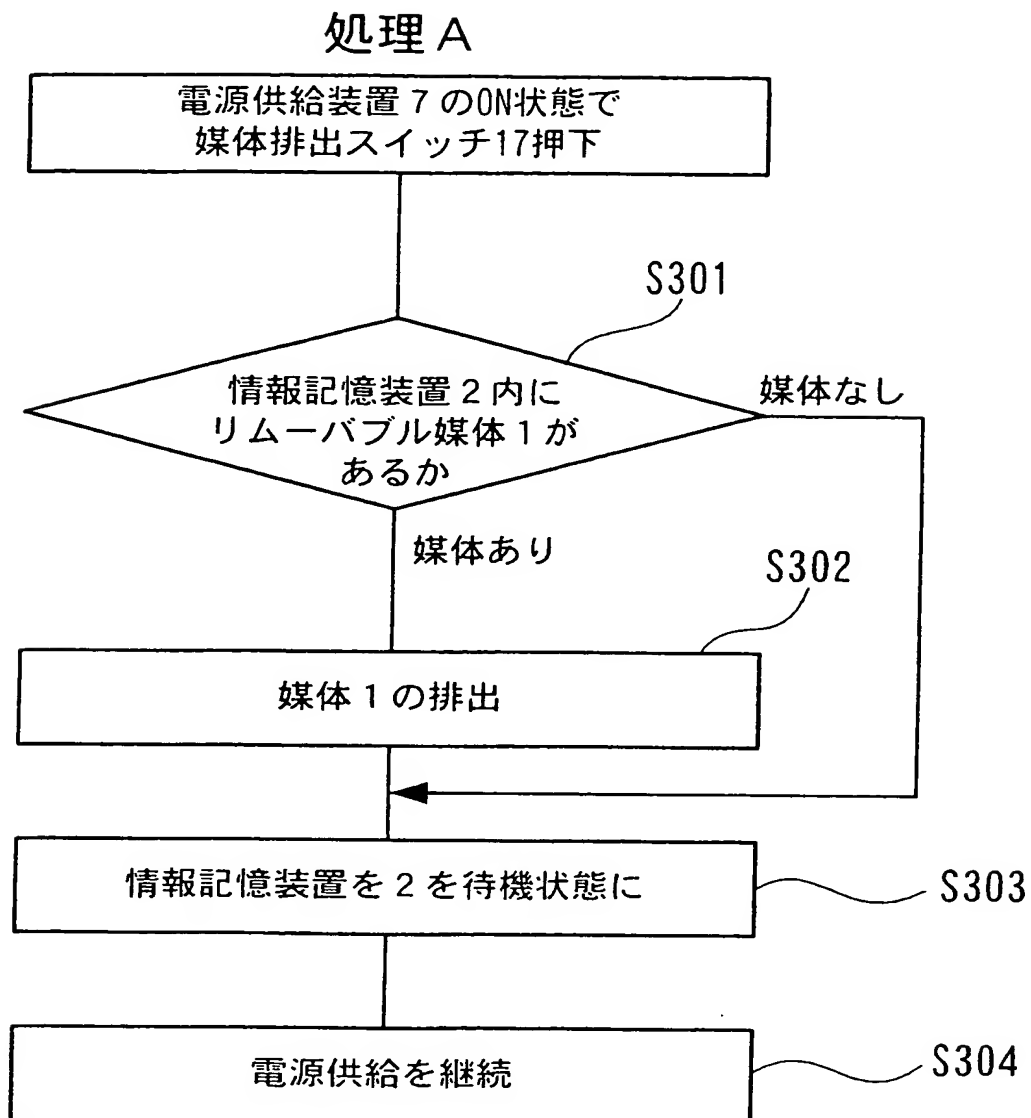 処理A
電源供給装置7のON状態で
媒体排出スイッチ17押下
S301
情報記憶装置2内に
リムーバブル媒体1が
あるか
媒体なし
媒体あり
S302
媒体1の排出
情報記憶装置を2を待機状態に
S303
電源供給を継続
S304